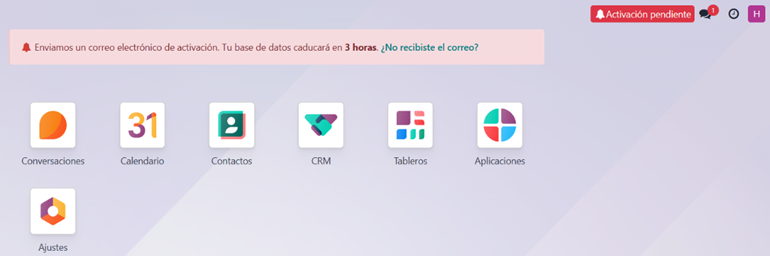 Activación pendiente 1 H
Enviamos un correo electrónico de activación. Tu base de datos caducará en 3 horas. ¿No recibiste el correo?
31
Conversaciones Calendario Contactos CRM Tableros Aplicaciones
Ajustes